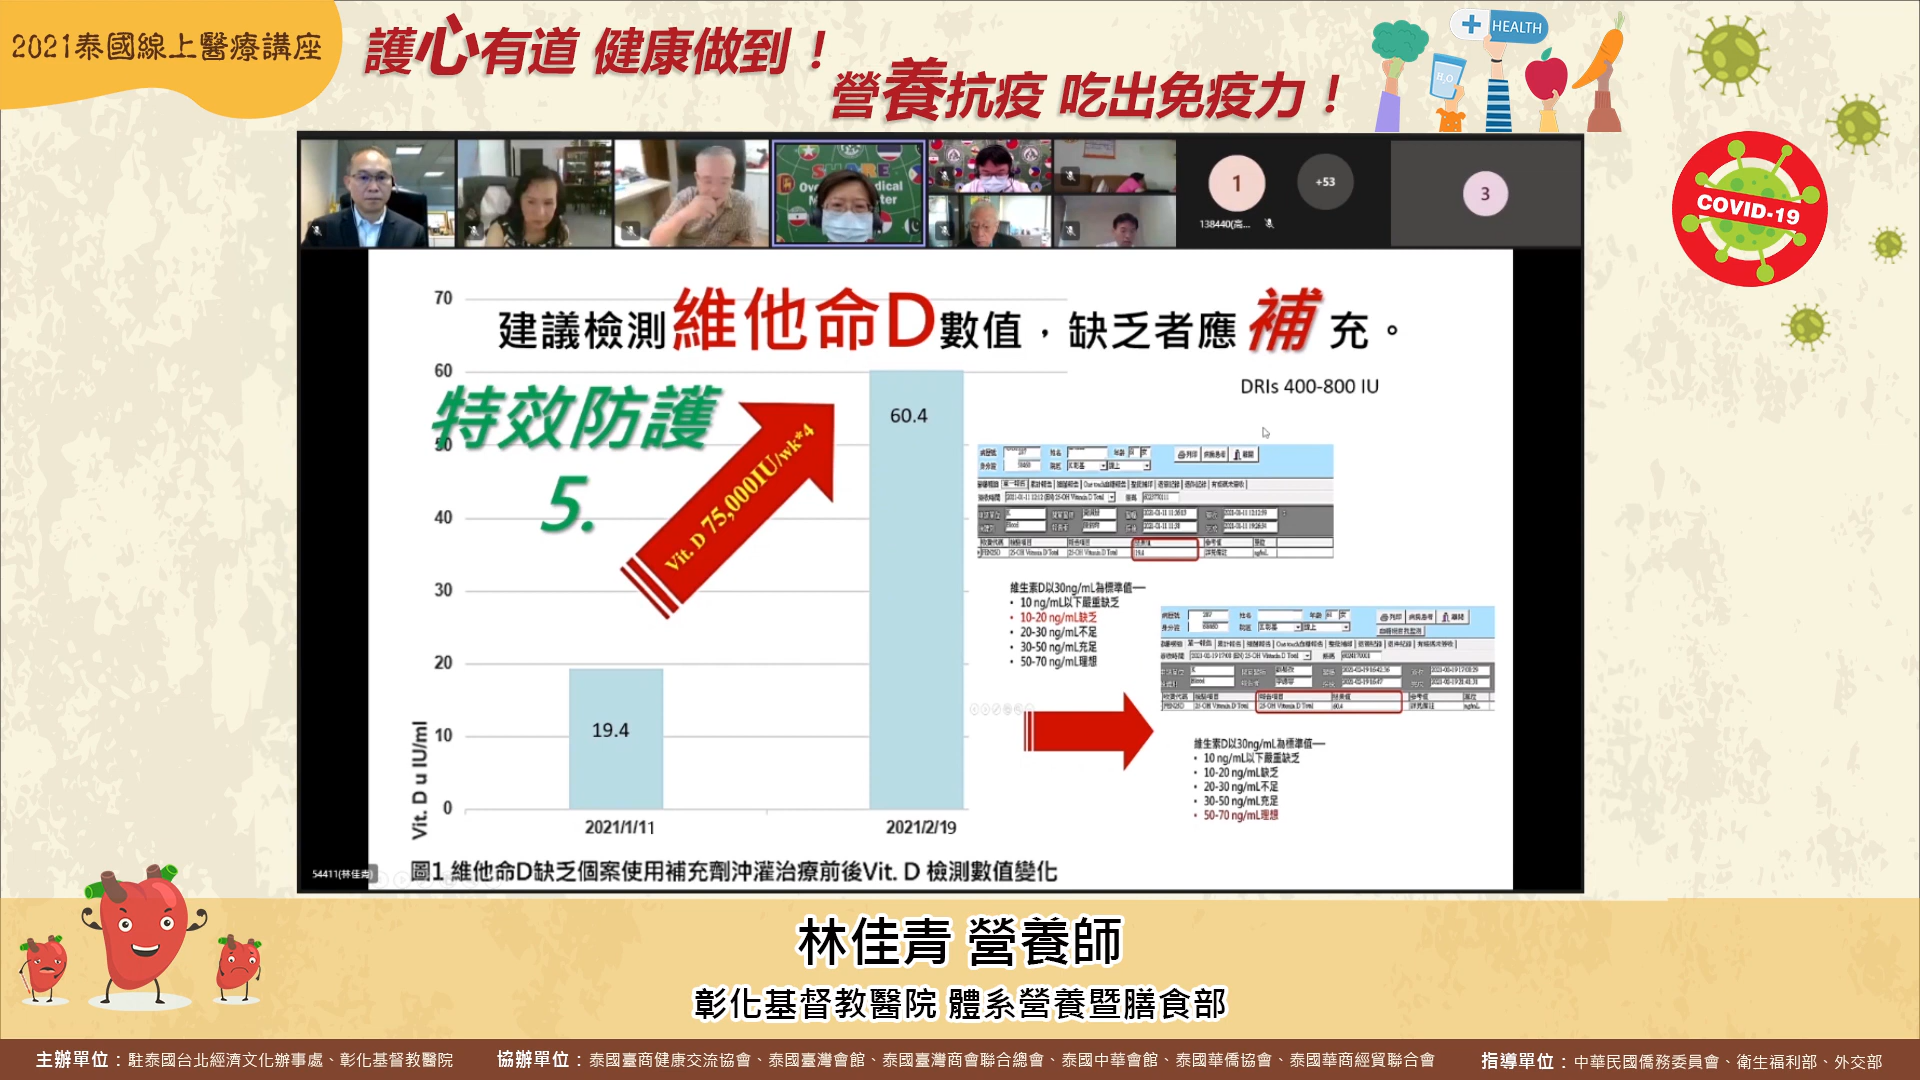 2021泰國線上醫療講座
護心有道 健康做到！
營養抗疫 吃出免疫力！
HEALTH
H₂O
COVID-19
SHARE
1
+53
3
138440(高...
建議檢測維他命D數值，缺乏者應補充。
DRIs 400-800 IU
特效防護
5.
Vit. D 75,000IU/wk*4
70
60
50
40
30
20
10
0
Vit. D u IU/ml
19.4
60.4
2021/1/11
2021/2/19
維生素D以30ng/mL為標準值──
• 10 ng/mL以下嚴重缺乏
• 10-20 ng/mL缺乏
• 20-30 ng/mL不足
• 30-50 ng/mL充足
• 50-70 ng/mL理想
維生素D以30ng/mL為標準值──
• 10 ng/mL以下嚴重缺乏
• 10-20 ng/mL缺乏
• 20-30 ng/mL不足
• 30-50 ng/mL充足
• 50-70 ng/mL理想
54411(林佳青)
圖1 維他命D缺乏個案使用補充劑沖灌治療前後Vit. D 檢測數值變化
林佳青 營養師
彰化基督教醫院 體系營養暨膳食部
主辦單位：駐泰國台北經濟文化辦事處、彰化基督教醫院
協辦單位：泰國臺商健康交流協會、泰國臺灣會館、泰國臺灣商會聯合總會、泰國中華會館、泰國華僑協會、泰國華商經貿聯合會
指導單位：中華民國僑務委員會、衛生福利部、外交部